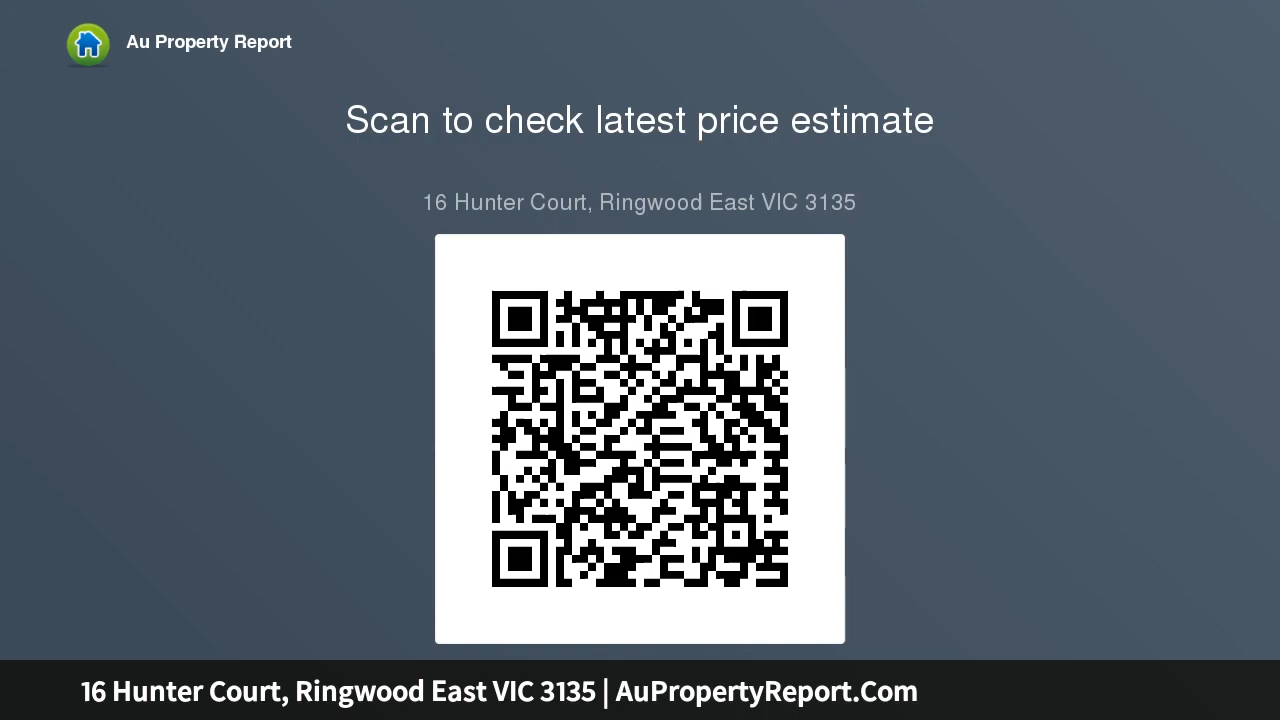 Au Property Report
Scan to check latest price estimate
16 Hunter Court, Ringwood East VIC 3135
16 Hunter Court, Ringwood East VIC 3135 | AuPropertyReport.Com